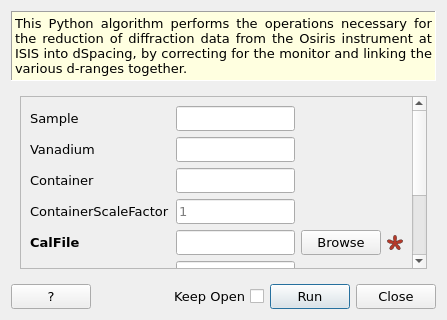 This Python algorithm performs the operations necessary for
the reduction of diffraction data from the Osiris instrument at
ISIS into dSpacing, by correcting for the monitor and linking the
various d-ranges together.
Sample
Vanadium
Container
ContainerScaleFactor 1
CalFile Browse *
? Keep Open Run Close